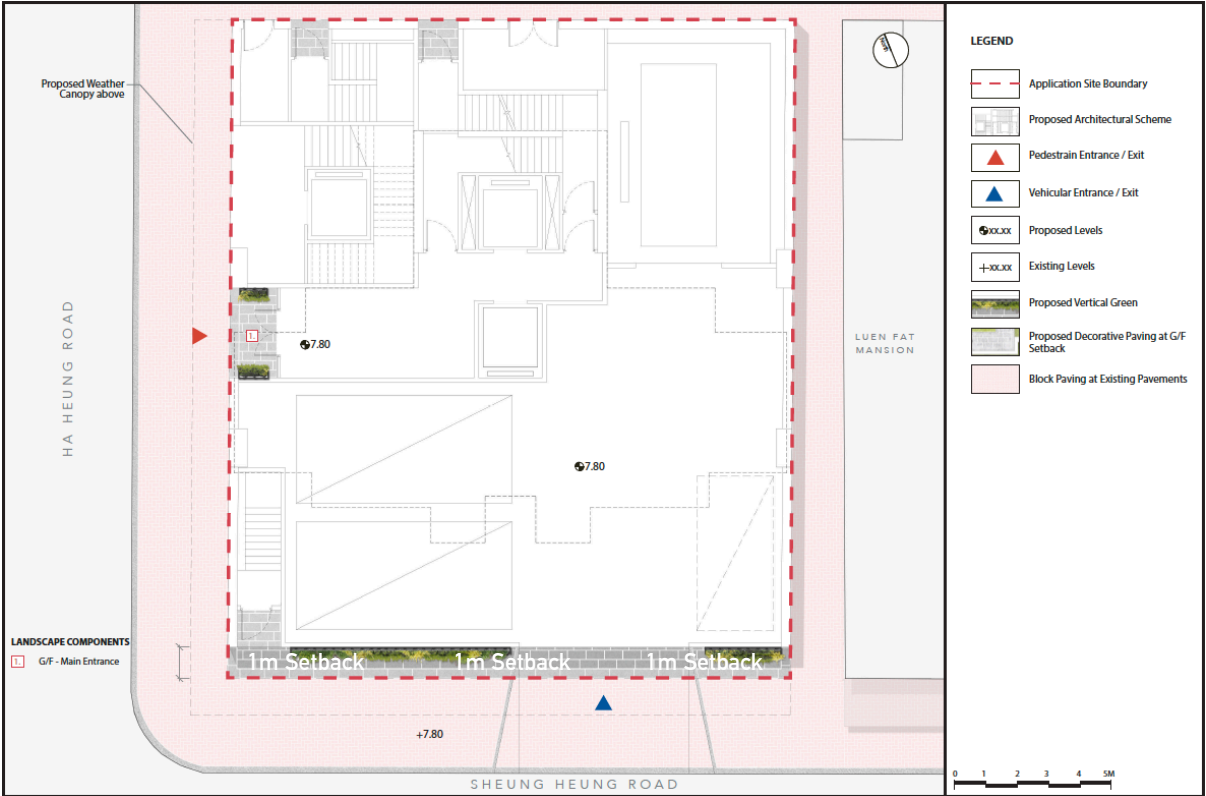 Proposed Weather
Canopy above
HA HEUNG ROAD
1.
7.80
7.80
LANDSCAPE COMPONENTS
1. G/F - Main Entrance
1m Setback 1m Setback 1m Setback
+7.80
SHEUNG HEUNG ROAD
LUEN FAT
MANSION
North
LEGEND
Application Site Boundary
Proposed Architectural Scheme
Pedestrain Entrance / Exit
Vehicular Entrance / Exit
xx.xx Proposed Levels
+xx.xx Existing Levels
Proposed Vertical Green
Proposed Decorative Paving at G/F
Setback
Block Paving at Existing Pavements
0 1 2 3 4 5M